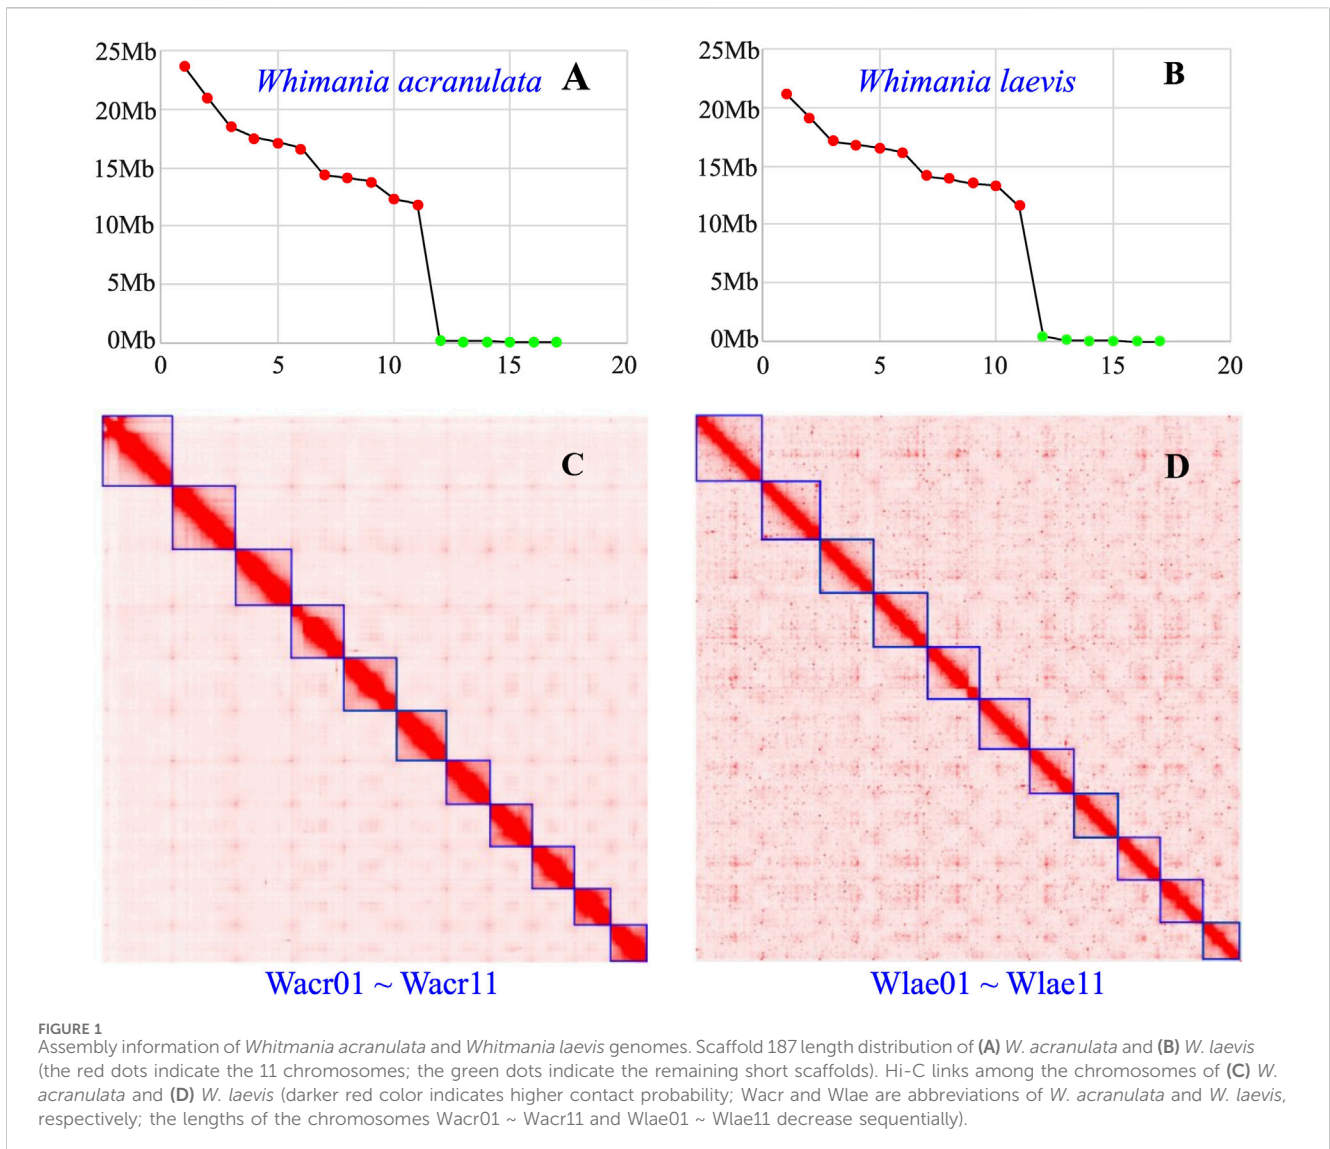 25Mb
20Mb
15Mb
10Mb
5Mb
0Mb
0 5 10 15 20
Whimania acranulata A
25Mb
20Mb
15Mb
10Mb
5Mb
0Mb
0 5 10 15 20
Whimania laevis B
C
D
Wacr01 ~ Wacr11
Wlae01 ~ Wlae11
FIGURE 1
Assembly information of Whitmania acranulata and Whitmania laevis genomes. Scaffold 187 length distribution of (A) W. acranulata and (B) W. laevis
(the red dots indicate the 11 chromosomes; the green dots indicate the remaining short scaffolds). Hi-C links among the chromosomes of (C) W.
acranulata and (D) W. laevis (darker red color indicates higher contact probability; Wacr and Wlae are abbreviations of W. acranulata and W. laevis,
respectively; the lengths of the chromosomes Wacr01 ~ Wacr11 and Wlae01 ~ Wlae11 decrease sequentially).